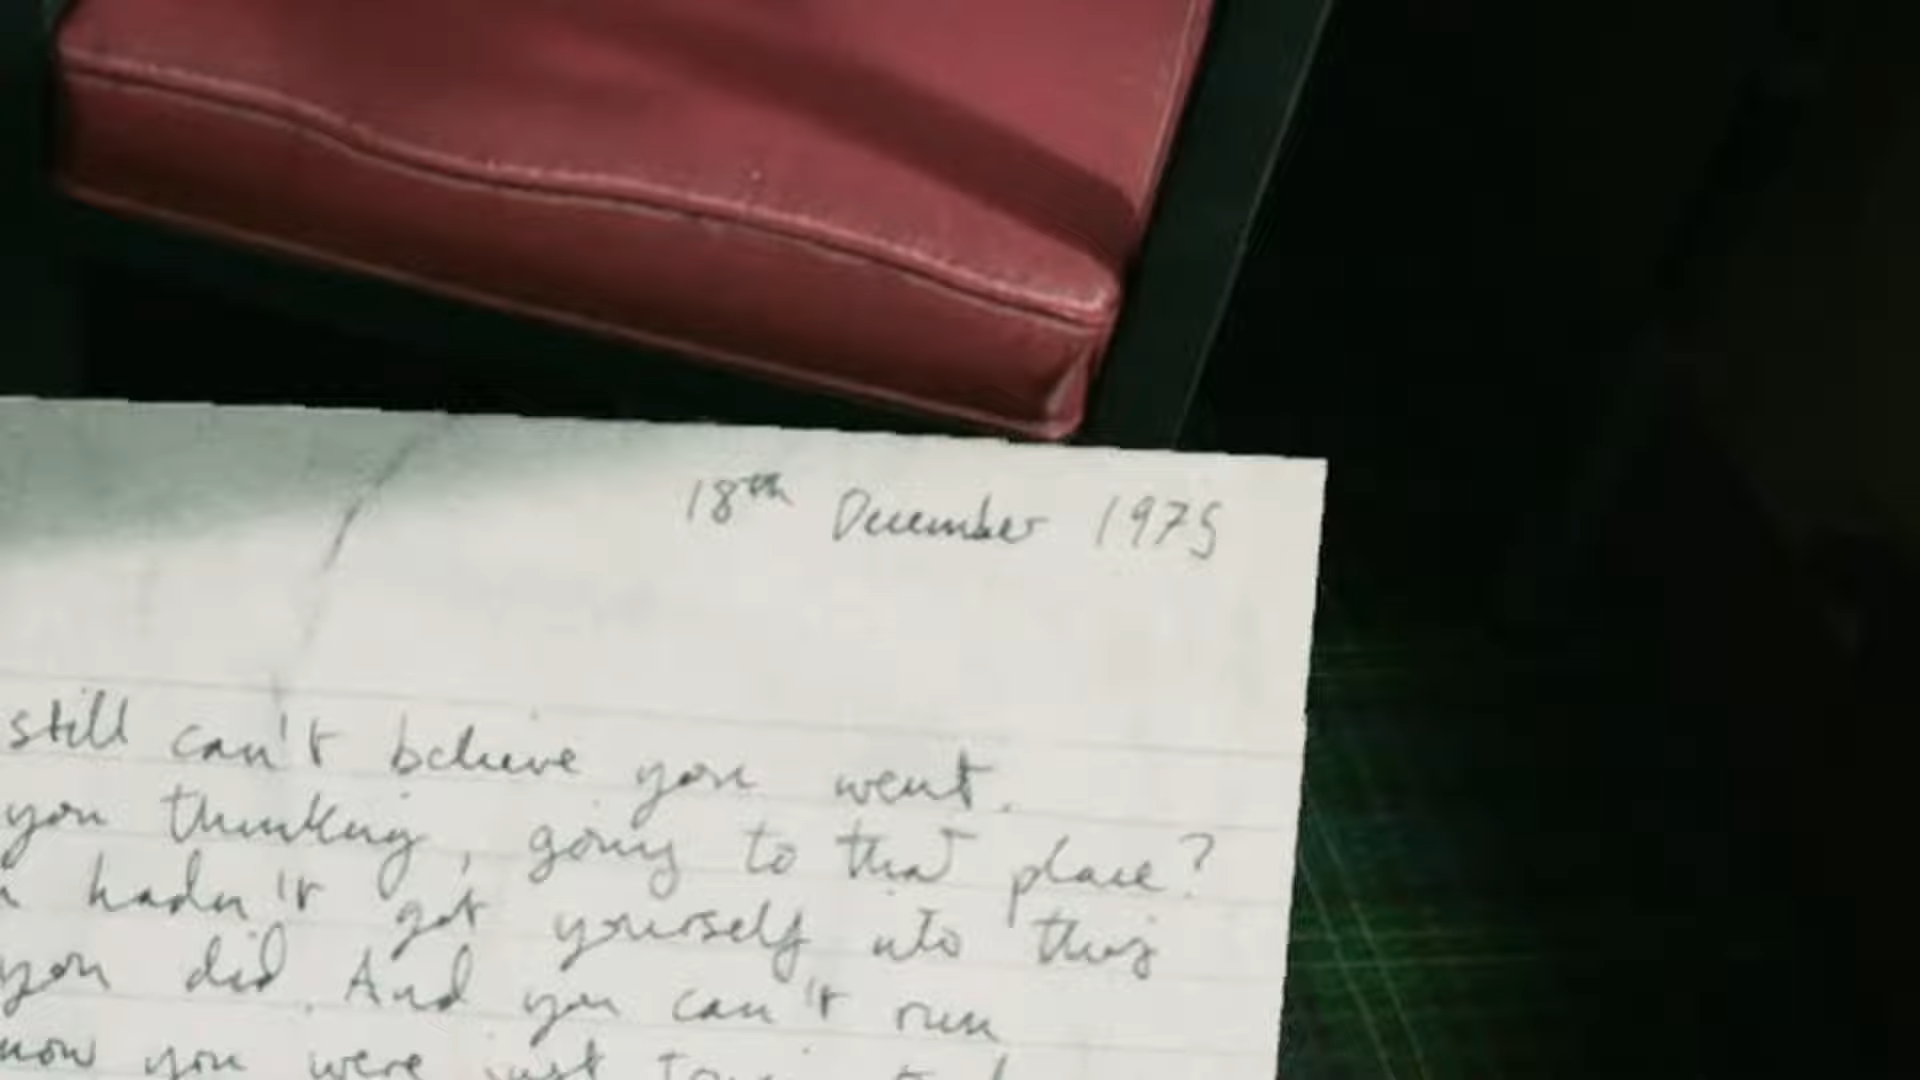 18th December 1975
still can't believe you went.
you thinking, going to that place?
hadn't got yourself into this
you did. And you can't run
you were just